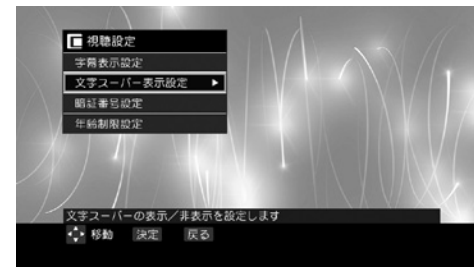 視聴設定
字幕表示設定
文字スーパー表示設定 ▶
暗証番号設定
年齢制限設定
文字スーパーの表示／非表示を設定します
移動 決定 戻る